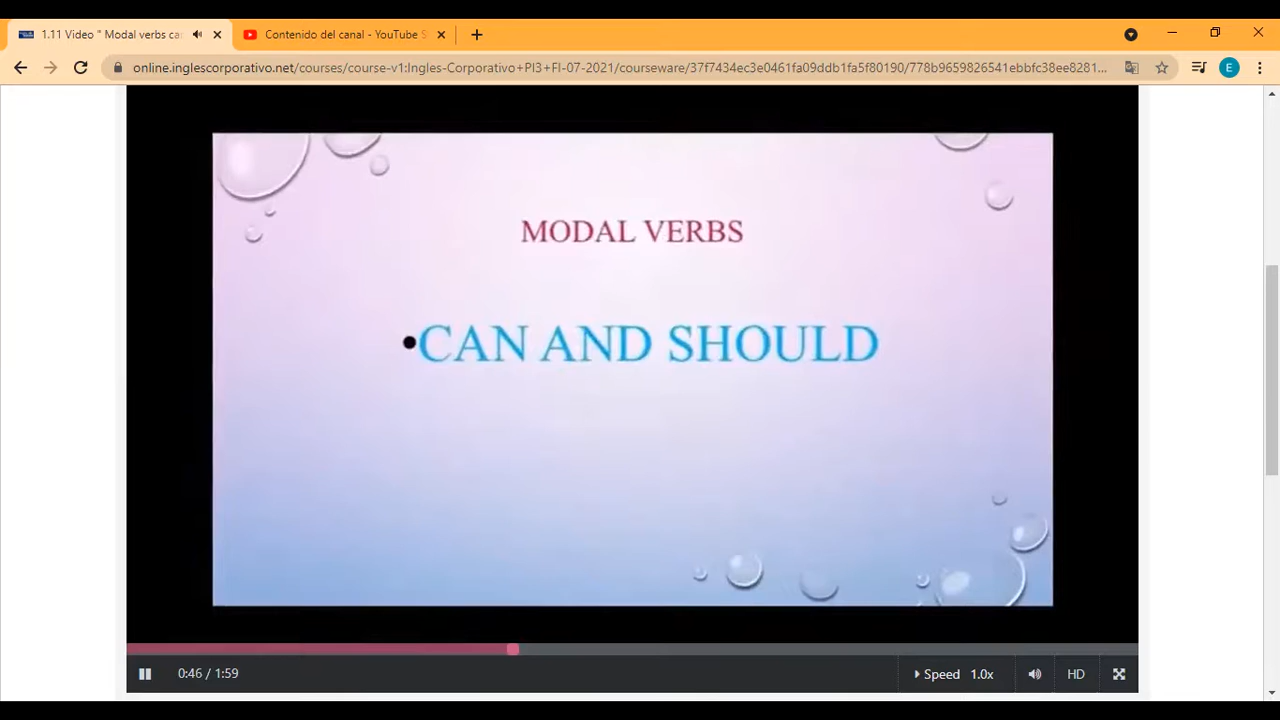 1.11 Video " Modal verbs ca
Contenido del canal - YouTube S
online.inglescorporativo.net/courses/course-v1:Ingles-Corporativo+PI3+FI-07-2021/courseware/37f7434ec3e0461fa09ddb1fa5f80190/778b9659826541ebbfc38ee8281...
E
MODAL VERBS
•CAN AND SHOULD
0:46 / 1:59
Speed 1.0x
HD